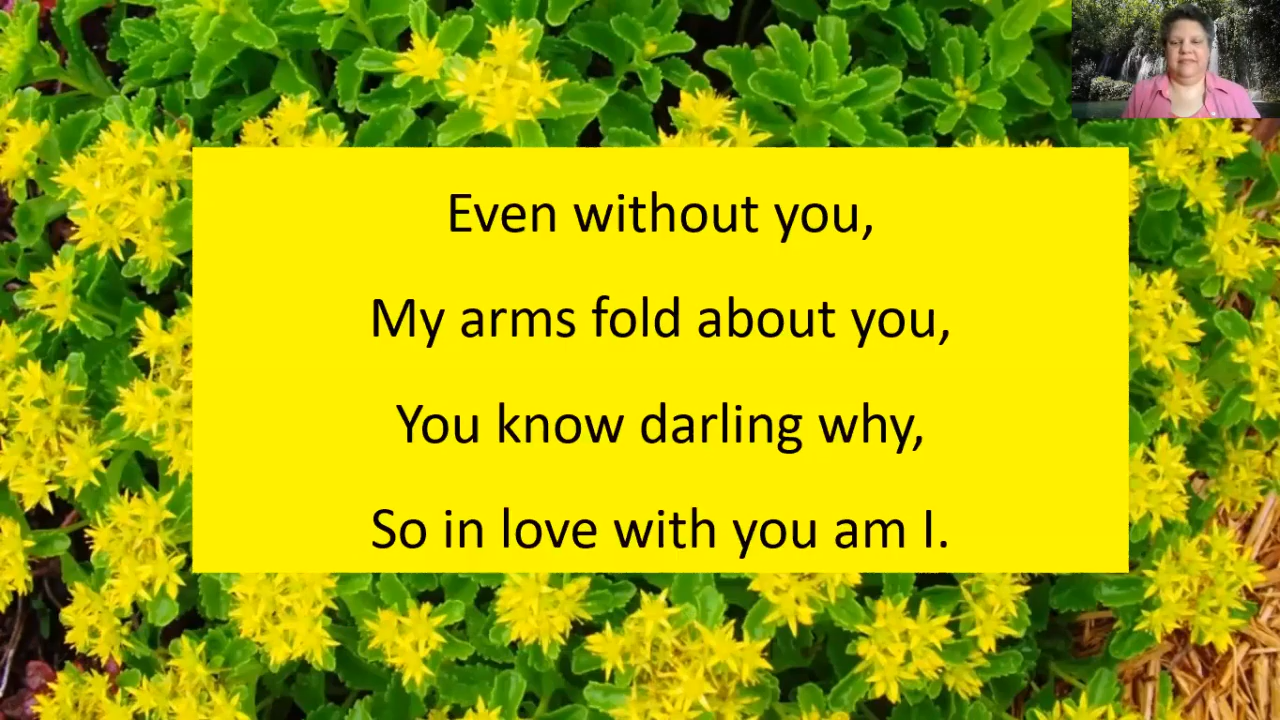 Even without you,
My arms fold about you,
You know darling why,
So in love with you am I.